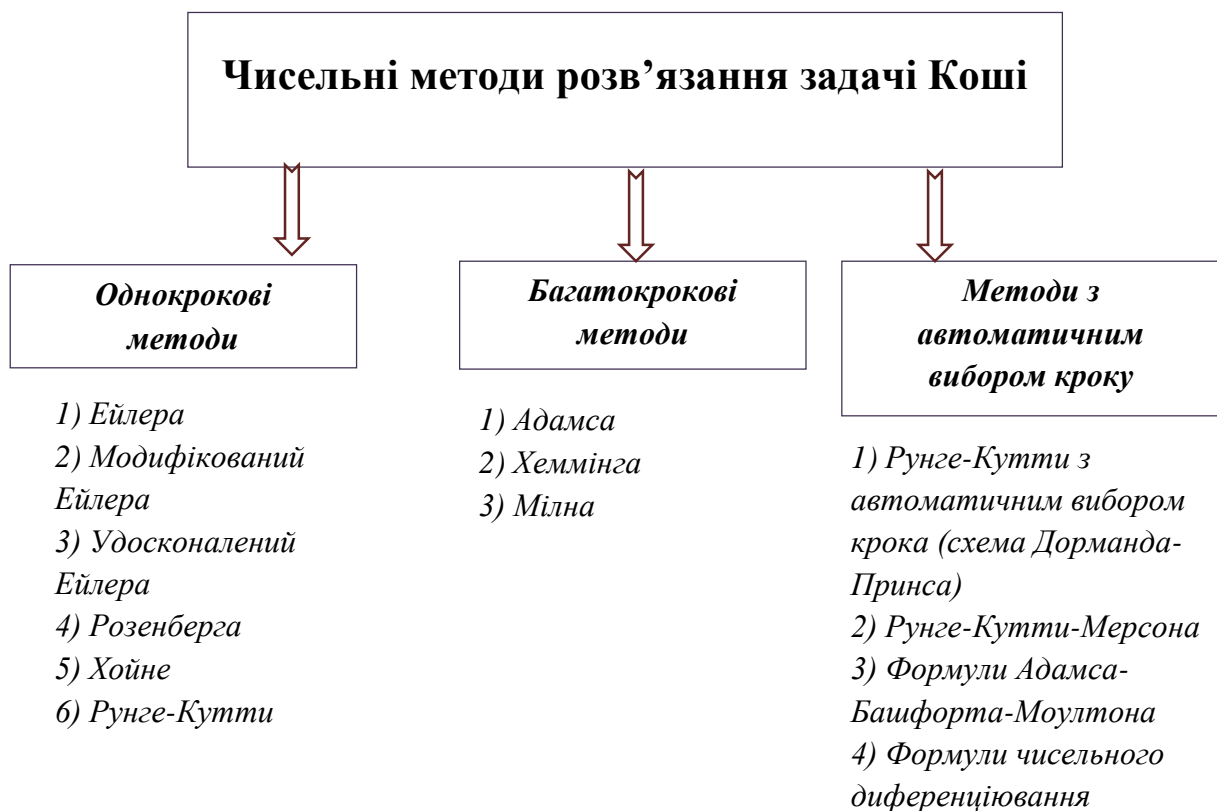 Чисельні методи розв’язання задачі Коші
Однокрокові
методи
1) Ейлера
2) Модифікований
Ейлера
3) Удосконалений
Ейлера
4) Розенберга
5) Хойне
6) Рунге-Кутти
Багатокрокові
методи
1) Адамса
2) Хеммінга
3) Мілна
Методи з
автоматичним
вибором кроку
1) Рунге-Кутти з
автоматичним вибором
крока (схема Дорманда-
Принса)
2) Рунге-Кутти-Мерсона
3) Формули Адамса-
Башфорта-Моултона
4) Формули чисельного
диференціювання